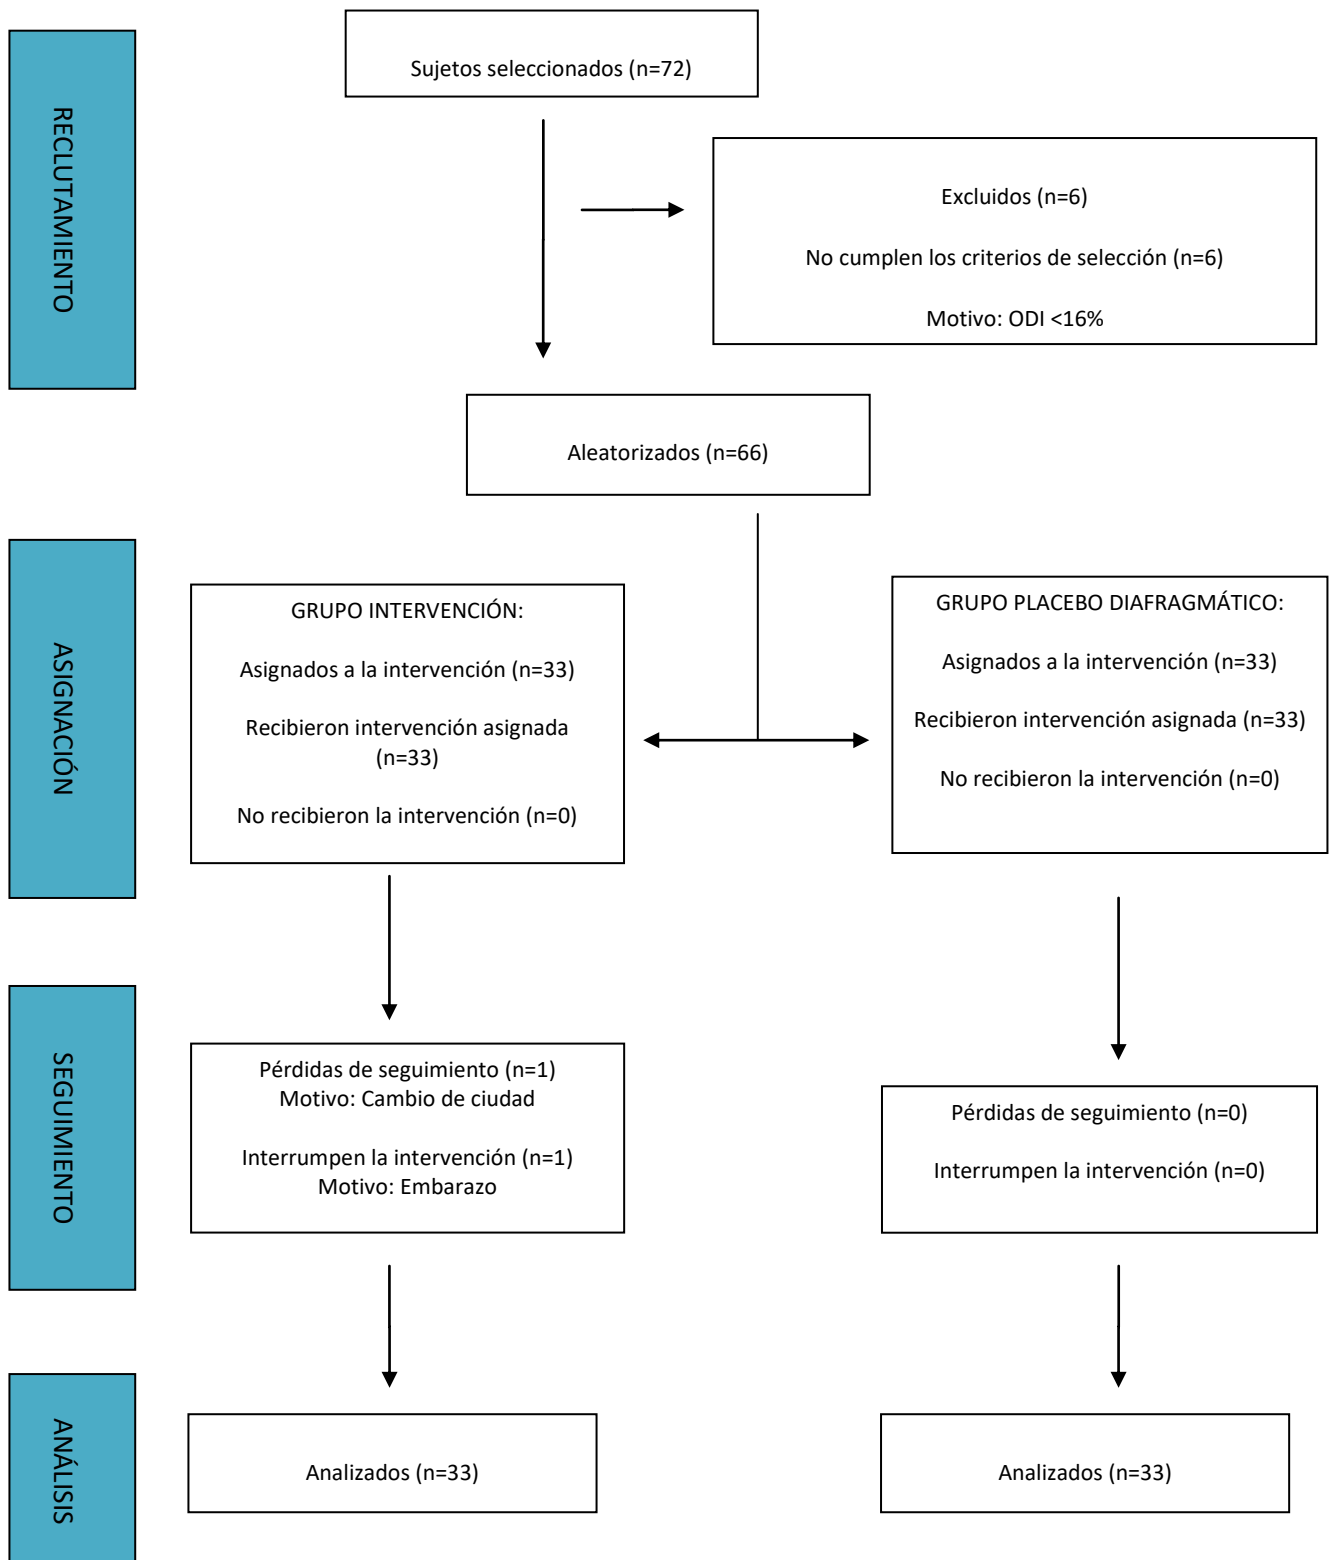 RECLUTAMIENTO
Sujetos seleccionados (n=72)
Excluidos (n=6)
No cumplen los criterios de selección (n=6)
Motivo: ODI <16%
Aleatorizados (n=66)
ASIGNACIÓN
GRUPO INTERVENCIÓN:
Asignados a la intervención (n=33)
Recibieron intervención asignada
(n=33)
No recibieron la intervención (n=0)
GRUPO PLACEBO DIAFRAGMÁTICO:
Asignados a la intervención (n=33)
Recibieron intervención asignada (n=33)
No recibieron la intervención (n=0)
SEGUIMIENTO
Pérdidas de seguimiento (n=1)
Motivo: Cambio de ciudad
Interrumpen la intervención (n=1)
Motivo: Embarazo
Pérdidas de seguimiento (n=0)
Interrumpen la intervención (n=0)
ANÁLISIS
Analizados (n=33)
Analizados (n=33)